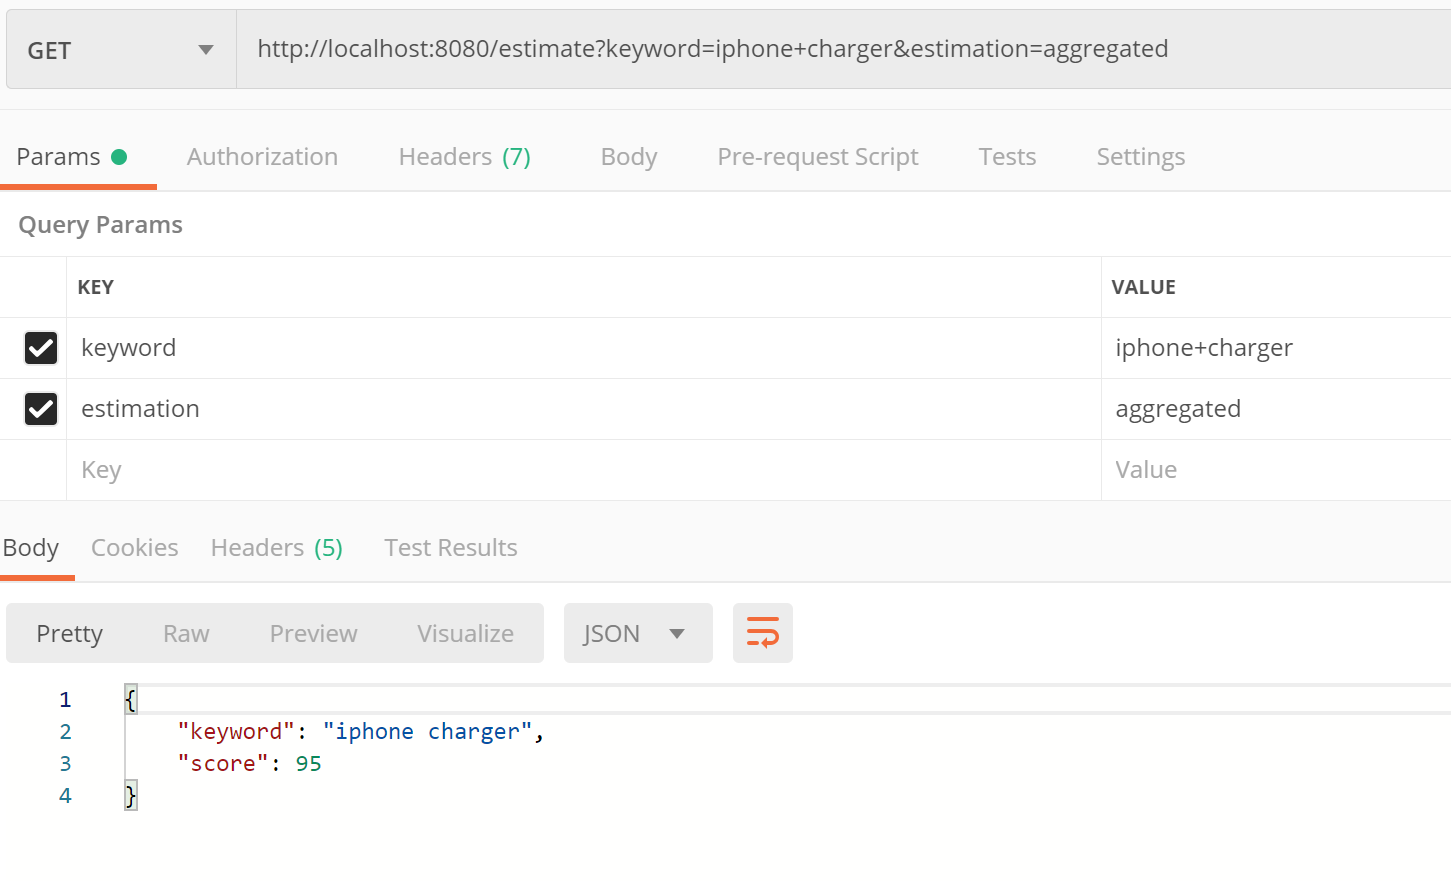 GET http://localhost:8080/estimate?keyword=iphone+charger&estimation=aggregated
Params Authorization Headers (7) Body Pre-request Script Tests Settings
Query Params
KEY VALUE
keyword iphone+charger
estimation aggregated
Key Value
Body Cookies Headers (5) Test Results
Pretty Raw Preview Visualize JSON
1 {
2 "keyword": "iphone charger",
3 "score": 95
4 }